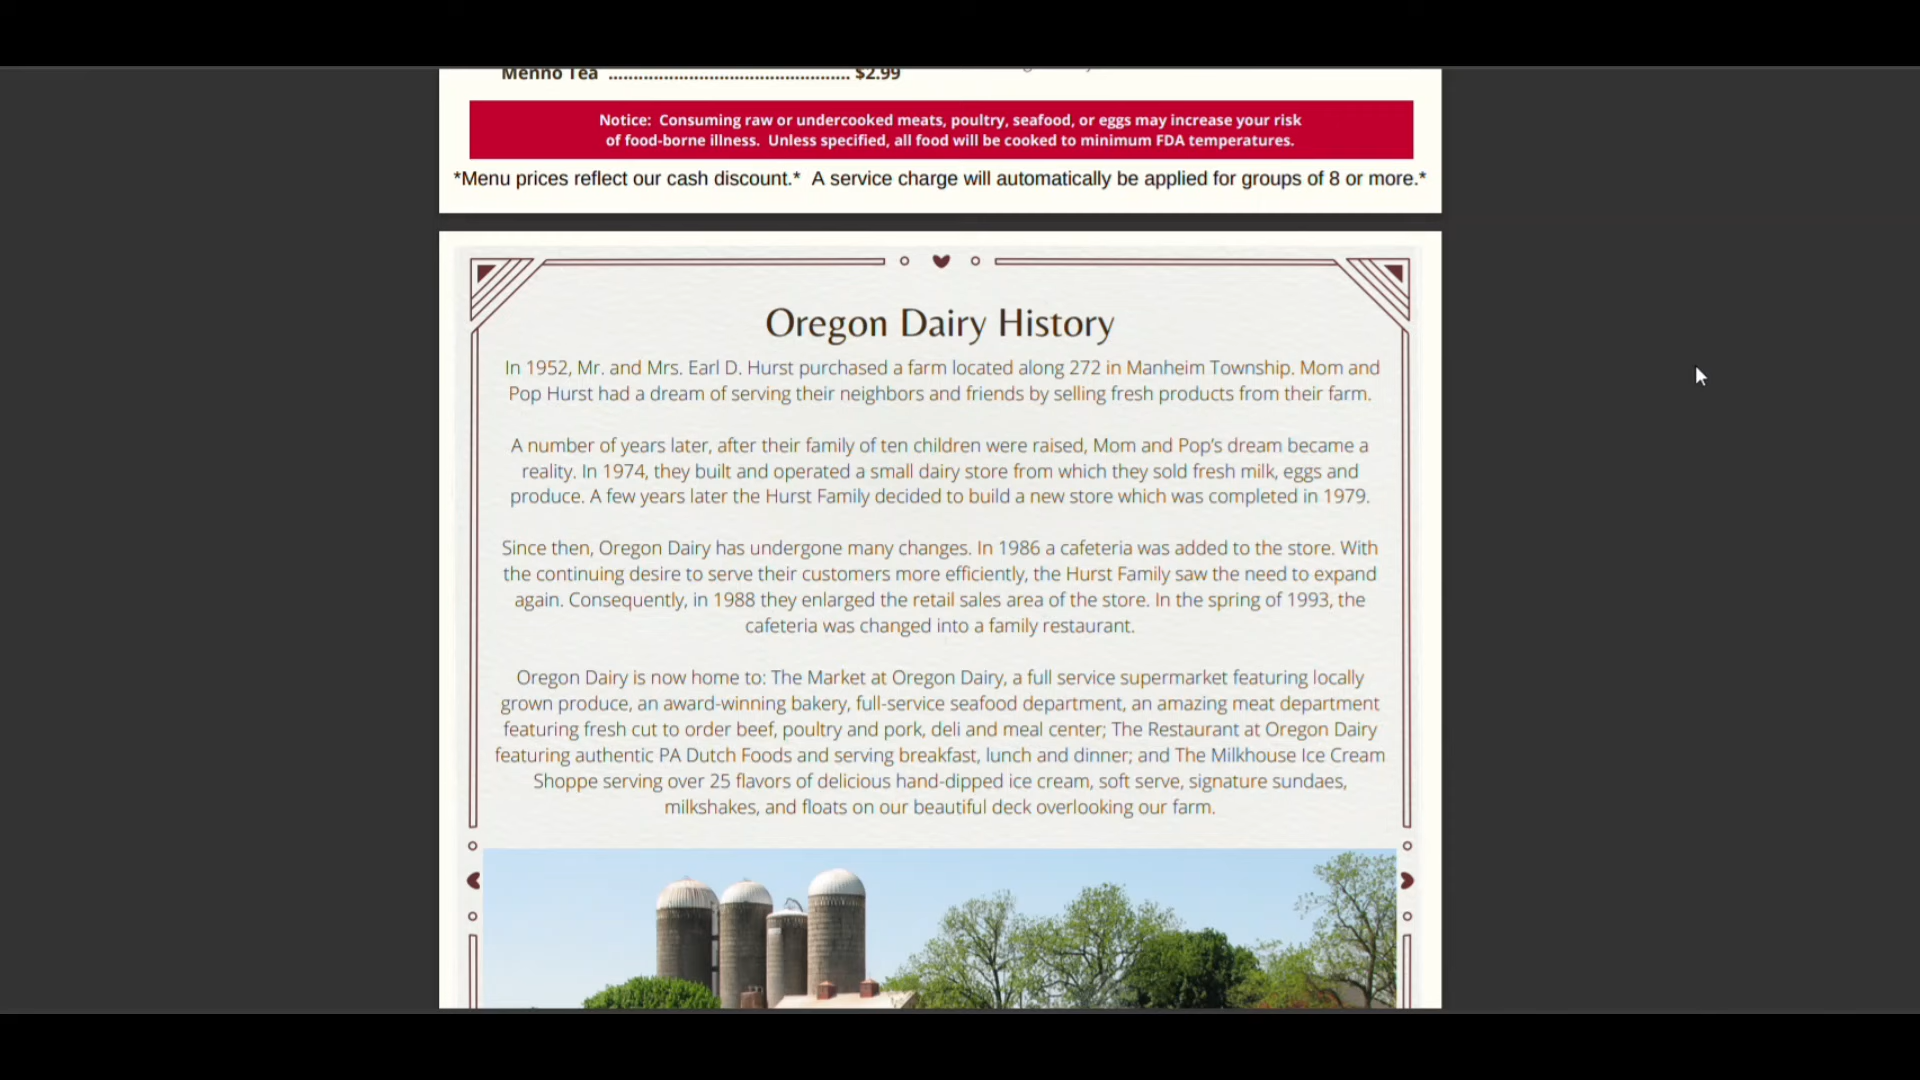 Menno Tea ................................................ $2.99
Notice: Consuming raw or undercooked meats, poultry, seafood, or eggs may increase your risk
of food-borne illness. Unless specified, all food will be cooked to minimum FDA temperatures.
*Menu prices reflect our cash discount.* A service charge will automatically be applied for groups of 8 or more.*
Oregon Dairy History
In 1952, Mr. and Mrs. Earl D. Hurst purchased a farm located along 272 in Manheim Township. Mom and
Pop Hurst had a dream of serving their neighbors and friends by selling fresh products from their farm.
A number of years later, after their family of ten children were raised, Mom and Pop's dream became a
reality. In 1974, they built and operated a small dairy store from which they sold fresh milk, eggs and
produce. A few years later the Hurst Family decided to build a new store which was completed in 1979.
Since then, Oregon Dairy has undergone many changes. In 1986 a cafeteria was added to the store. With
the continuing desire to serve their customers more efficiently, the Hurst Family saw the need to expand
again. Consequently, in 1988 they enlarged the retail sales area of the store. In the spring of 1993, the
cafeteria was changed into a family restaurant.
Oregon Dairy is now home to: The Market at Oregon Dairy, a full service supermarket featuring locally
grown produce, an award-winning bakery, full-service seafood department, an amazing meat department
featuring fresh cut to order beef, poultry and pork, deli and meal center; The Restaurant at Oregon Dairy
featuring authentic PA Dutch Foods and serving breakfast, lunch and dinner; and The Milkhouse Ice Cream
Shoppe serving over 25 flavors of delicious hand-dipped ice cream, soft serve, signature sundaes,
milkshakes, and floats on our beautiful deck overlooking our farm.